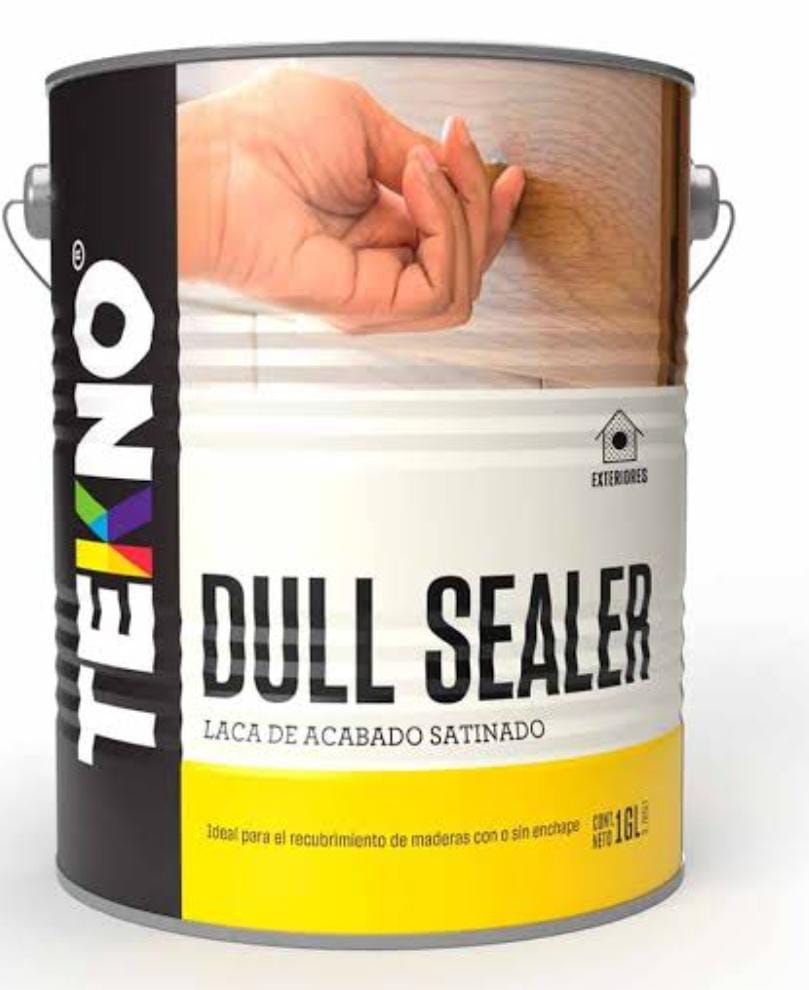 TEKNO®
EXTERIORES
DULL SEALER
LACA DE ACABADO SATINADO
Ideal para el recubrimiento de maderas con o sin enchape
CONT. NETO 1GL